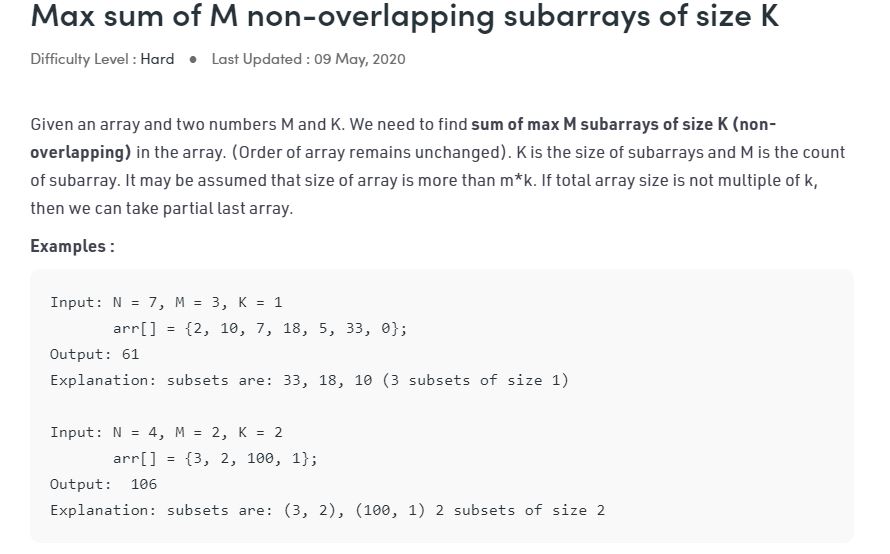 Max sum of M non-overlapping subarrays of size K
Difficulty Level : Hard ● Last Updated : 09 May, 2020
Given an array and two numbers M and K. We need to find sum of max M subarrays of size K (non-
overlapping) in the array. (Order of array remains unchanged). K is the size of subarrays and M is the count
of subarray. It may be assumed that size of array is more than m*k. If total array size is not multiple of k,
then we can take partial last array.
Examples :
Input: N = 7, M = 3, K = 1
arr[] = {2, 10, 7, 18, 5, 33, 0};
Output: 61
Explanation: subsets are: 33, 18, 10 (3 subsets of size 1)
Input: N = 4, M = 2, K = 2
arr[] = {3, 2, 100, 1};
Output: 106
Explanation: subsets are: (3, 2), (100, 1) 2 subsets of size 2